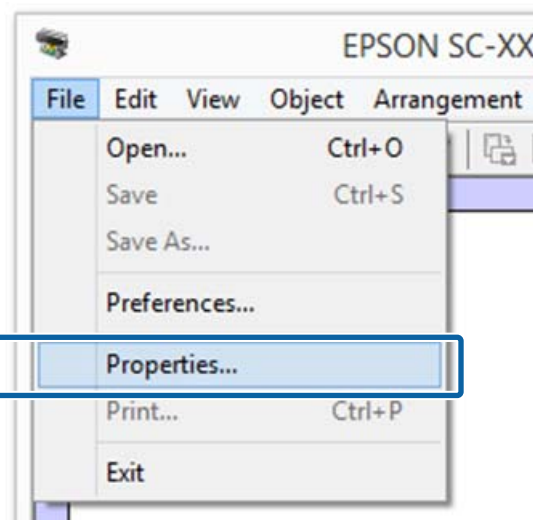 EPSON SC-XX
File Edit View Object Arrangement
Open... Ctrl+O
Save Ctrl+S
Save As...
Preferences...
Properties...
Print... Ctrl+P
Exit